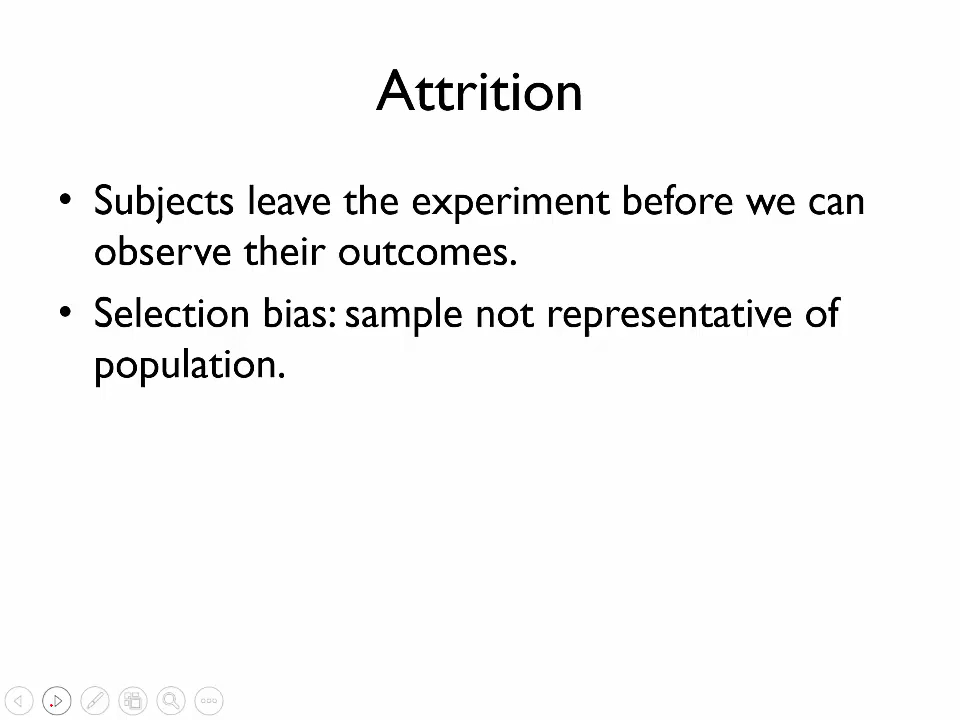 Attrition
• Subjects leave the experiment before we can
observe their outcomes.
• Selection bias: sample not representative of
population.